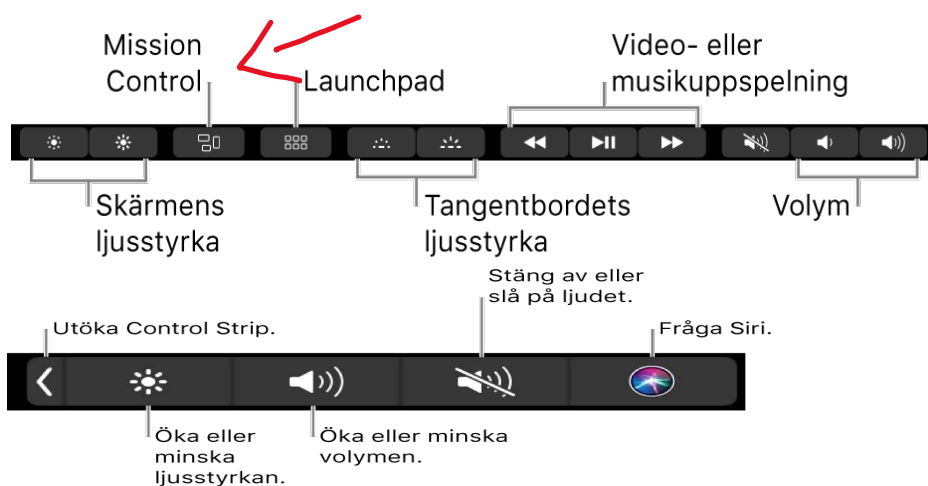 Mission
Control
Launchpad
Video- eller
musikuppspelning
Skärmens
ljusstyrka
Tangentbordets
ljusstyrka
Volym
Stäng av eller
slå på ljudet.
Utöka Control Strip.
Fråga Siri.
Öka eller
minska
ljusstyrkan.
Öka eller minska
volymen.